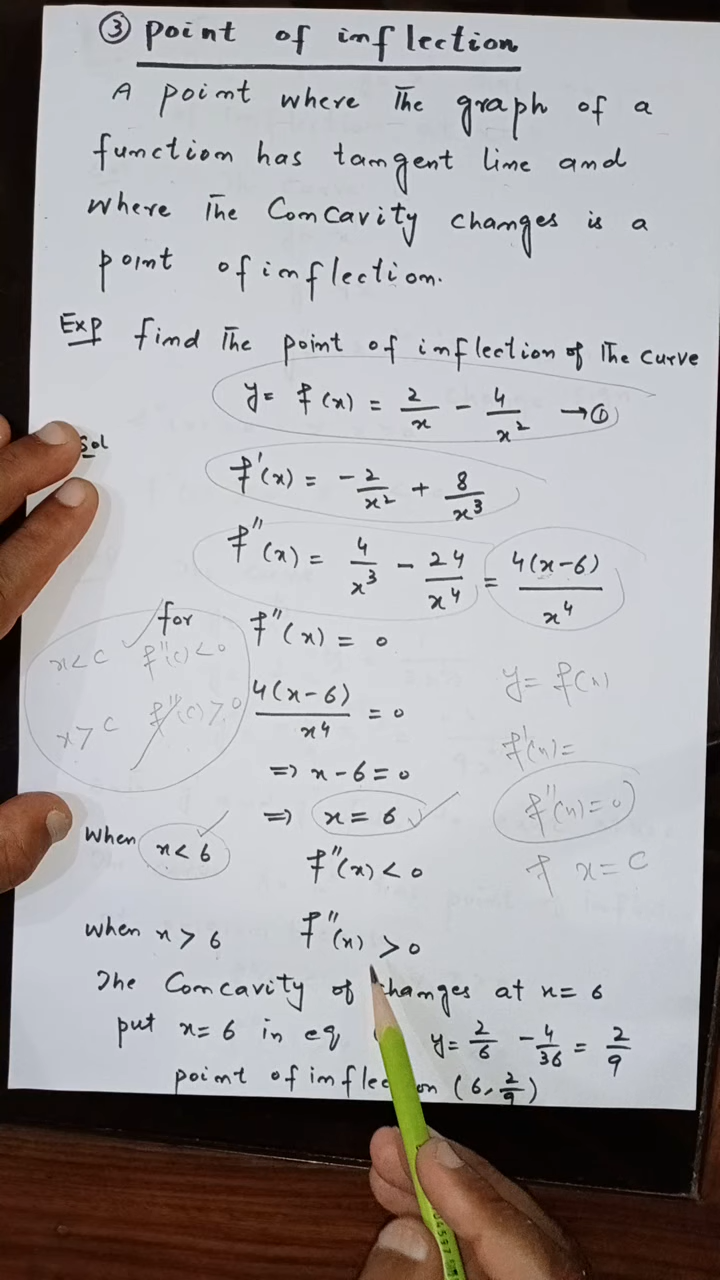 ③ point of inflection
A point where The graph of a
function has tangent line and
where The Concavity changes is a
point of inflection.
Exp find The point of inflection of The curve
y = f(x) = 2/x - 4/x² → ①
Sol
f'(x) = -2/x² + 8/x³
f''(x) = 4/x³ - 24/x⁴ = 4(x-6)/x⁴
for f''(x) = 0
x < c f''(c) < 0
x > c f''(c) > 0
4(x-6)/x⁴ = 0
y = f(x)
f'(x) =
⇒ x - 6 = 0
f''(x) = 0
⇒ x = 6
when x < 6 f''(x) < 0
x = c
when x > 6 f''(x) > 0
The Concavity of changes at x = 6
put x = 6 in eq y = 2/6 - 4/36 = 2/9
point of inflection (6, 2/9)